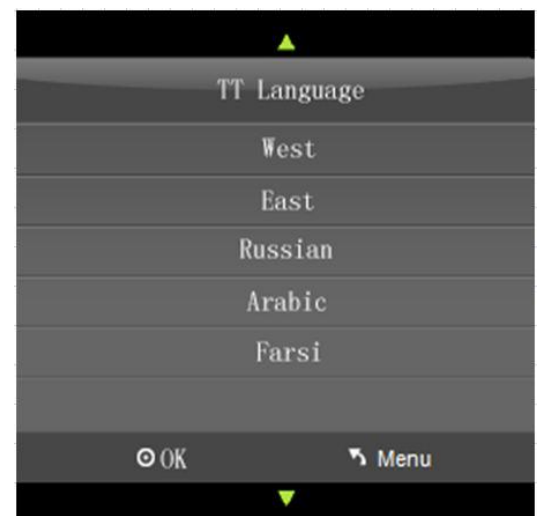 TT Language
West
East
Russian
Arabic
Farsi
OK Menu